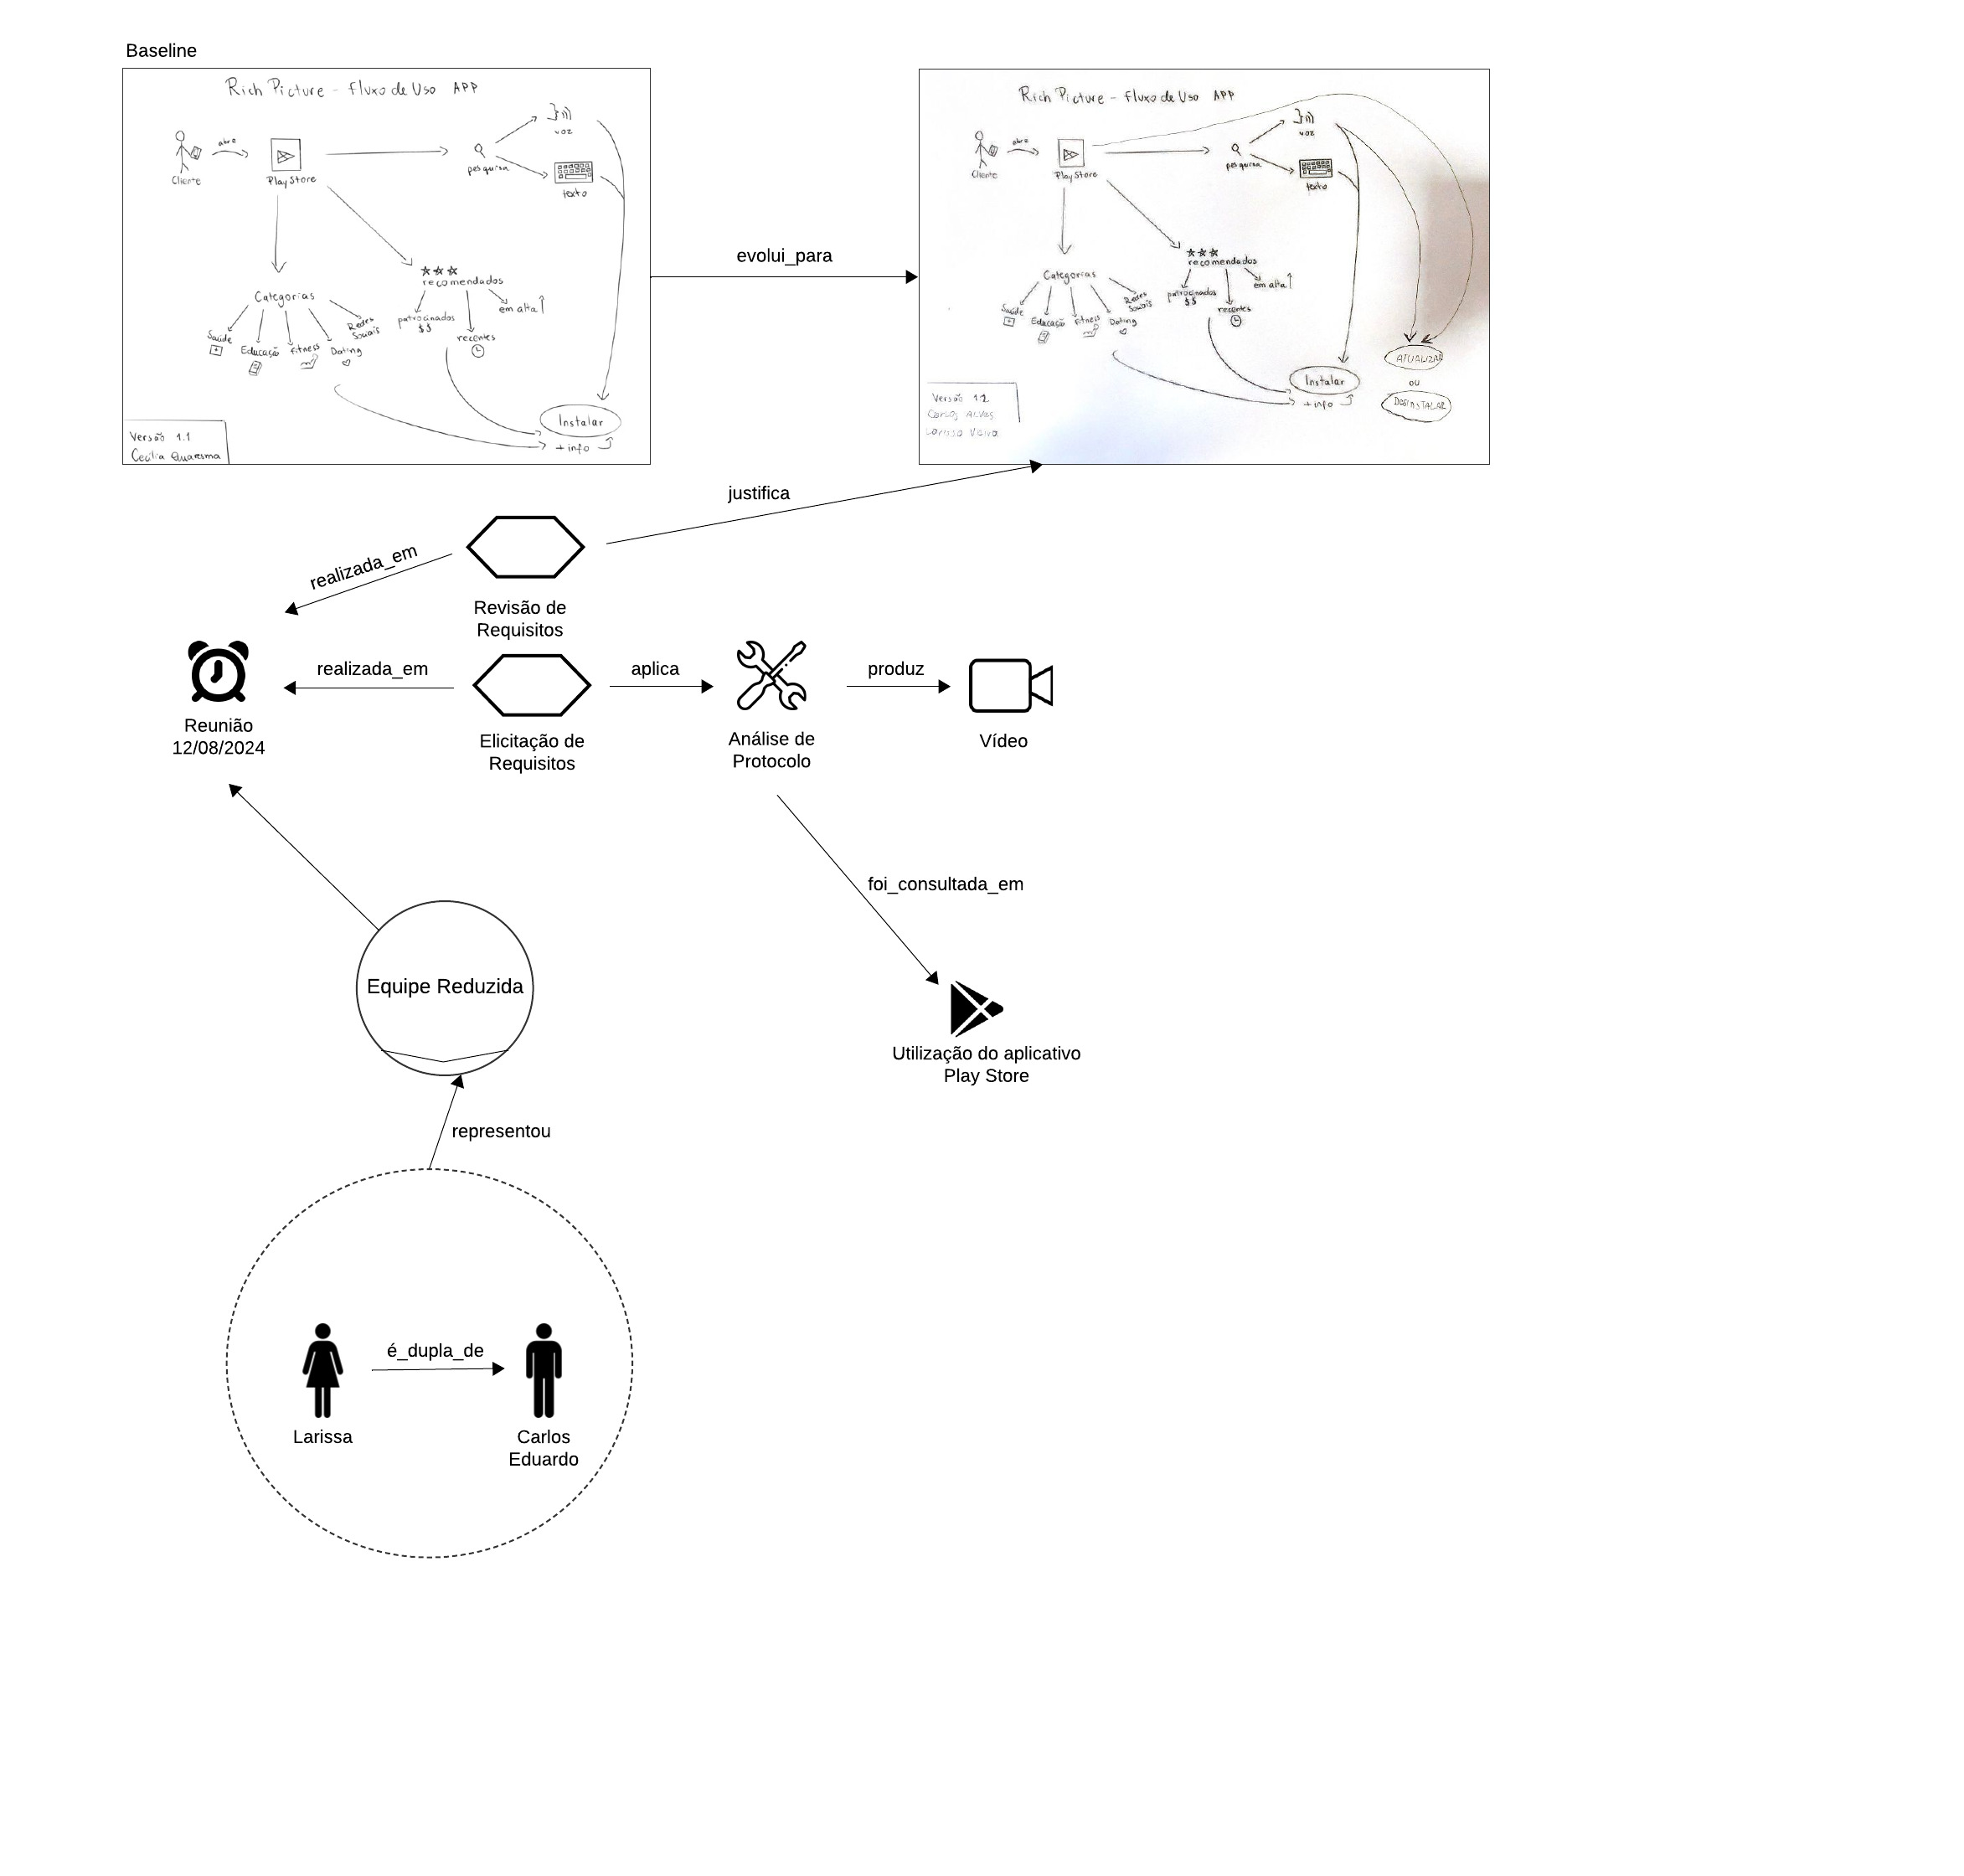 Baseline
Rich Picture - Fluxo de Uso APP
abre
Cliente
Play Store
pesquisa
voz
texto
Categorias
Saúde
Educação
Fitness
Dating
Redes
Sociais
recomendados
patrocinados
$$
recentes
em alta
Instalar
+ info
Versão 1.1
Cecília Quaresma
evolui_para
Rich Picture - Fluxo de Uso APP
abre
Cliente
Play Store
pesquisa
voz
texto
Categorias
Saúde
Educação
Fitness
Dating
Redes
Sociais
recomendados
patrocinados
$$
recentes
em alta
Instalar
+ info
ATUALIZAR
ou
DESINSTALAR
Versão 1.2
Carlos Alves
Larissa Vieira
justifica
realizada_em
Revisão de
Requisitos
realizada_em
aplica
produz
Reunião
12/08/2024
Elicitação de
Requisitos
Análise de
Protocolo
Vídeo
foi_consultada_em
Equipe Reduzida
Utilização do aplicativo
Play Store
representou
é_dupla_de
Larissa
Carlos
Eduardo